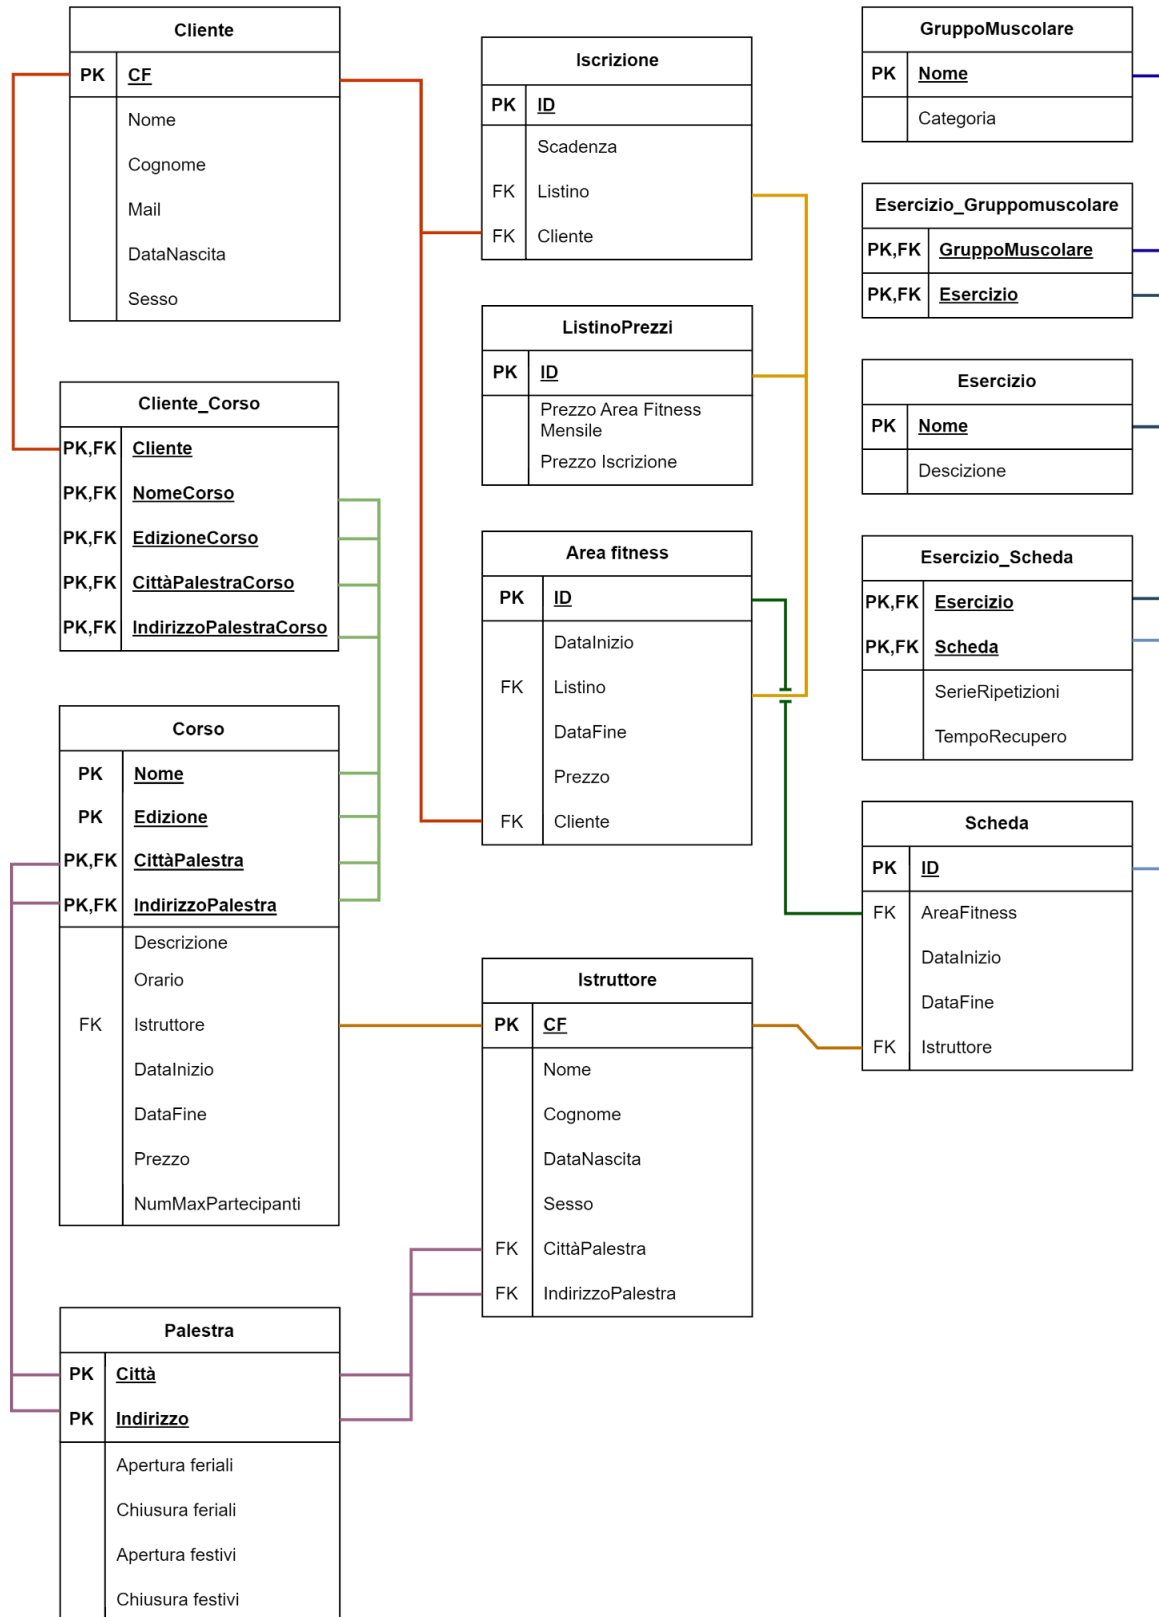 Cliente
PK CF
Nome
Cognome
Mail
DataNascita
Sesso
Cliente_Corso
PK,FK Cliente
PK,FK NomeCorso
PK,FK EdizioneCorso
PK,FK CittàPalestraCorso
PK,FK IndirizzoPalestraCorso
Corso
PK Nome
PK Edizione
PK,FK CittàPalestra
PK,FK IndirizzoPalestra
Descrizione
Orario
FK Istruttore
DataInizio
DataFine
Prezzo
NumMaxPartecipanti
Palestra
PK Città
PK Indirizzo
Apertura feriali
Chiusura feriali
Apertura festivi
Chiusura festivi
Iscrizione
PK ID
Scadenza
FK Listino
FK Cliente
ListinoPrezzi
PK ID
Prezzo Area Fitness
Mensile
Prezzo Iscrizione
Area fitness
PK ID
DataInizio
FK Listino
DataFine
Prezzo
FK Cliente
Istruttore
PK CF
Nome
Cognome
DataNascita
Sesso
FK CittàPalestra
FK IndirizzoPalestra
GruppoMuscolare
PK Nome
Categoria
Esercizio_Gruppomuscolare
PK,FK GruppoMuscolare
PK,FK Esercizio
Esercizio
PK Nome
Descizione
Esercizio_Scheda
PK,FK Esercizio
PK,FK Scheda
SerieRipetizioni
TempoRecupero
Scheda
PK ID
FK AreaFitness
DataInizio
DataFine
FK Istruttore